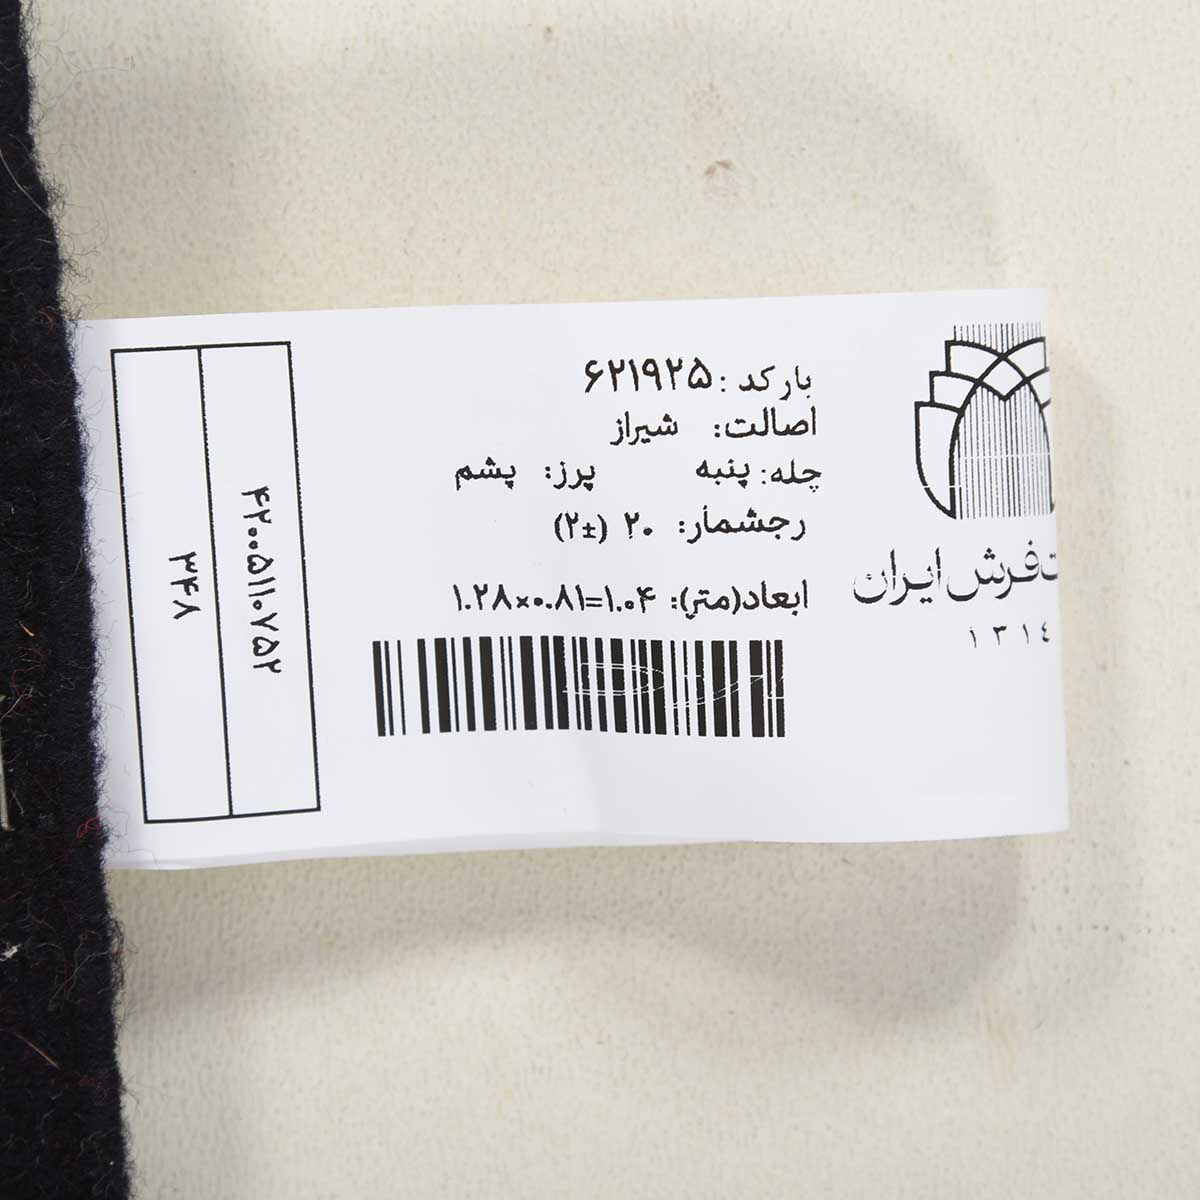 بارکد: ۶۲۱۹۲۵
اصالت: شیراز
چله: پنبه پرز: پشم
رجشمار: ۲۰ (±۲)
ابعاد(متر): ۱.۲۸×۰.۸۱=۱.۰۴
فرش ایران
۱۳۱٤
۴۲۰۰۵۱۱۰۷۵۲
۳۴۸